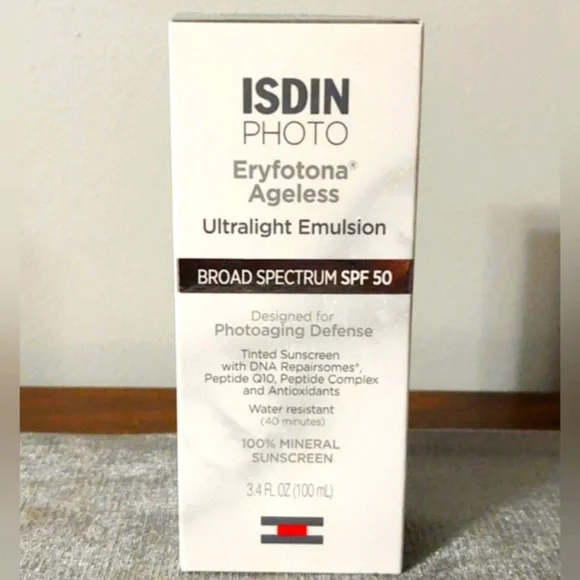 ISDIN
PHOTO
Eryfotona®
Ageless
Ultralight Emulsion
BROAD SPECTRUM SPF 50
Designed for
Photoaging Defense
Tinted Sunscreen
with DNA Repairsomes®,
Peptide Q10, Peptide Complex
and Antioxidants
Water resistant
(40 minutes)
100% MINERAL
SUNSCREEN
3.4 FL OZ (100 mL)